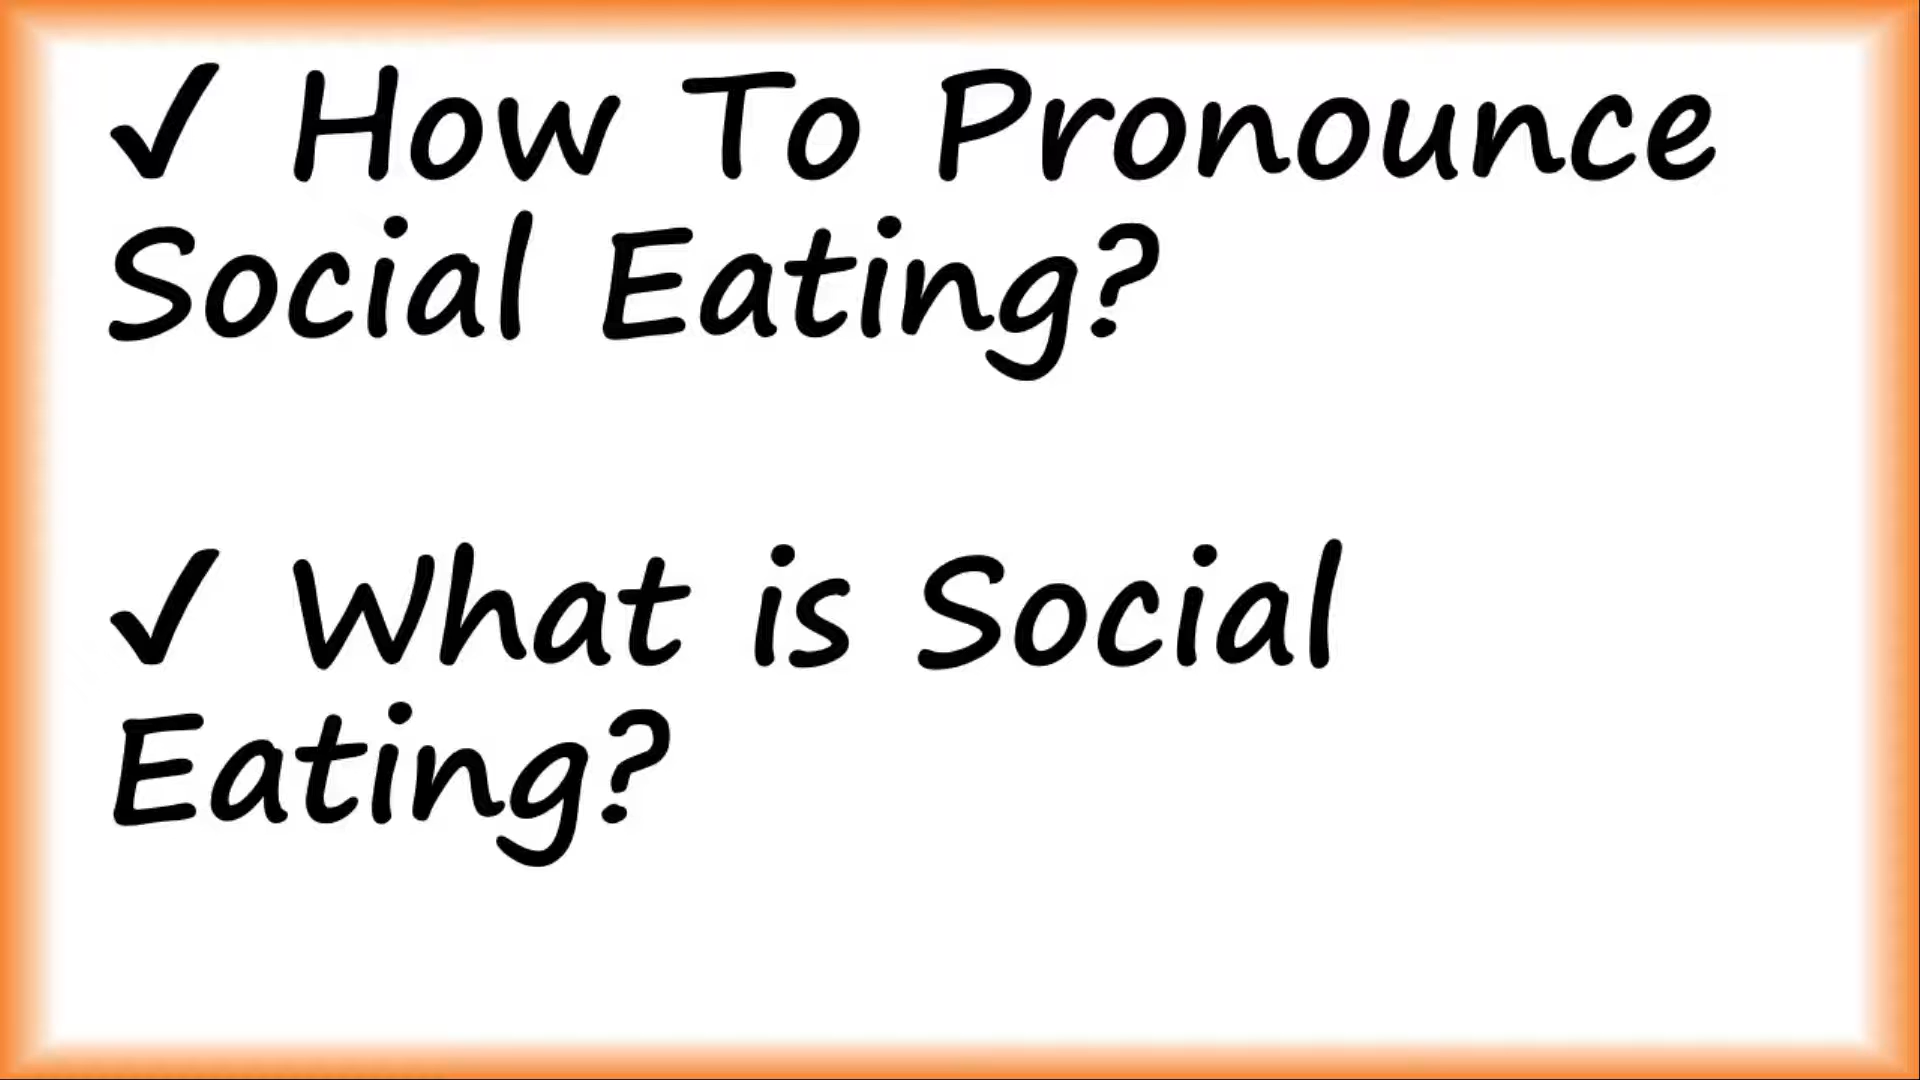 ✓ How To Pronounce
Social Eating?
✓ What is Social
Eating?